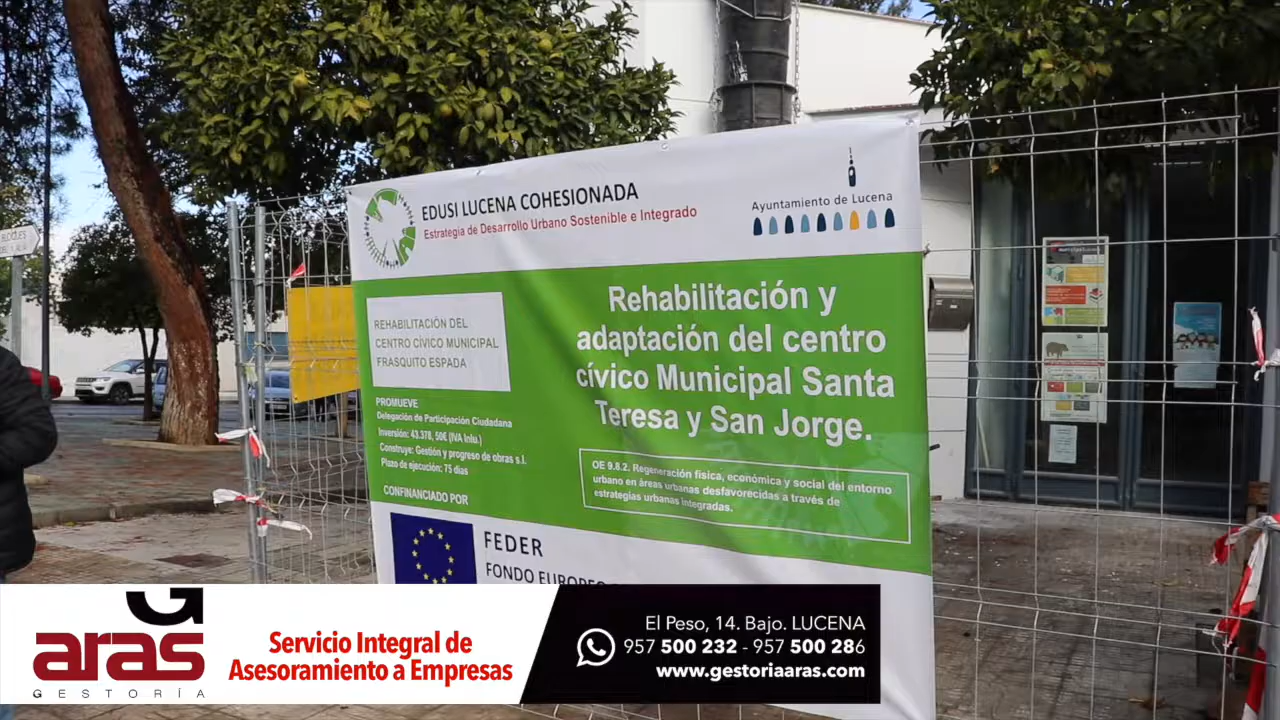 EDUSI LUCENA COHESIONADA
Estrategia de Desarrollo Urbano Sostenible e Integrado
Ayuntamiento de Lucena
REHABILITACIÓN DEL
CENTRO CÍVICO MUNICIPAL
FRASQUITO ESPADA
Rehabilitación y
adaptación del centro
cívico Municipal Santa
Teresa y San Jorge.
PROMUEVE
Delegación de Participación Ciudadana
Inversión: 43.378, 50€ (IVA Inlu.)
Construye: Gestión y progreso de obras s.l.
Plazo de ejecución: 75 días
OE 9.8.2. Regeneración física, económica y social del entorno
urbano en áreas urbanas desfavorecidas a través de
estrategias urbanas integradas.
CONFINANCIADO POR
FEDER
FONDO EUROPEO
BLOQUES
aras
GESTORÍA
Servicio Integral de
Asesoramiento a Empresas
El Peso, 14. Bajo. LUCENA
957 500 232 - 957 500 286
www.gestoriaaras.com